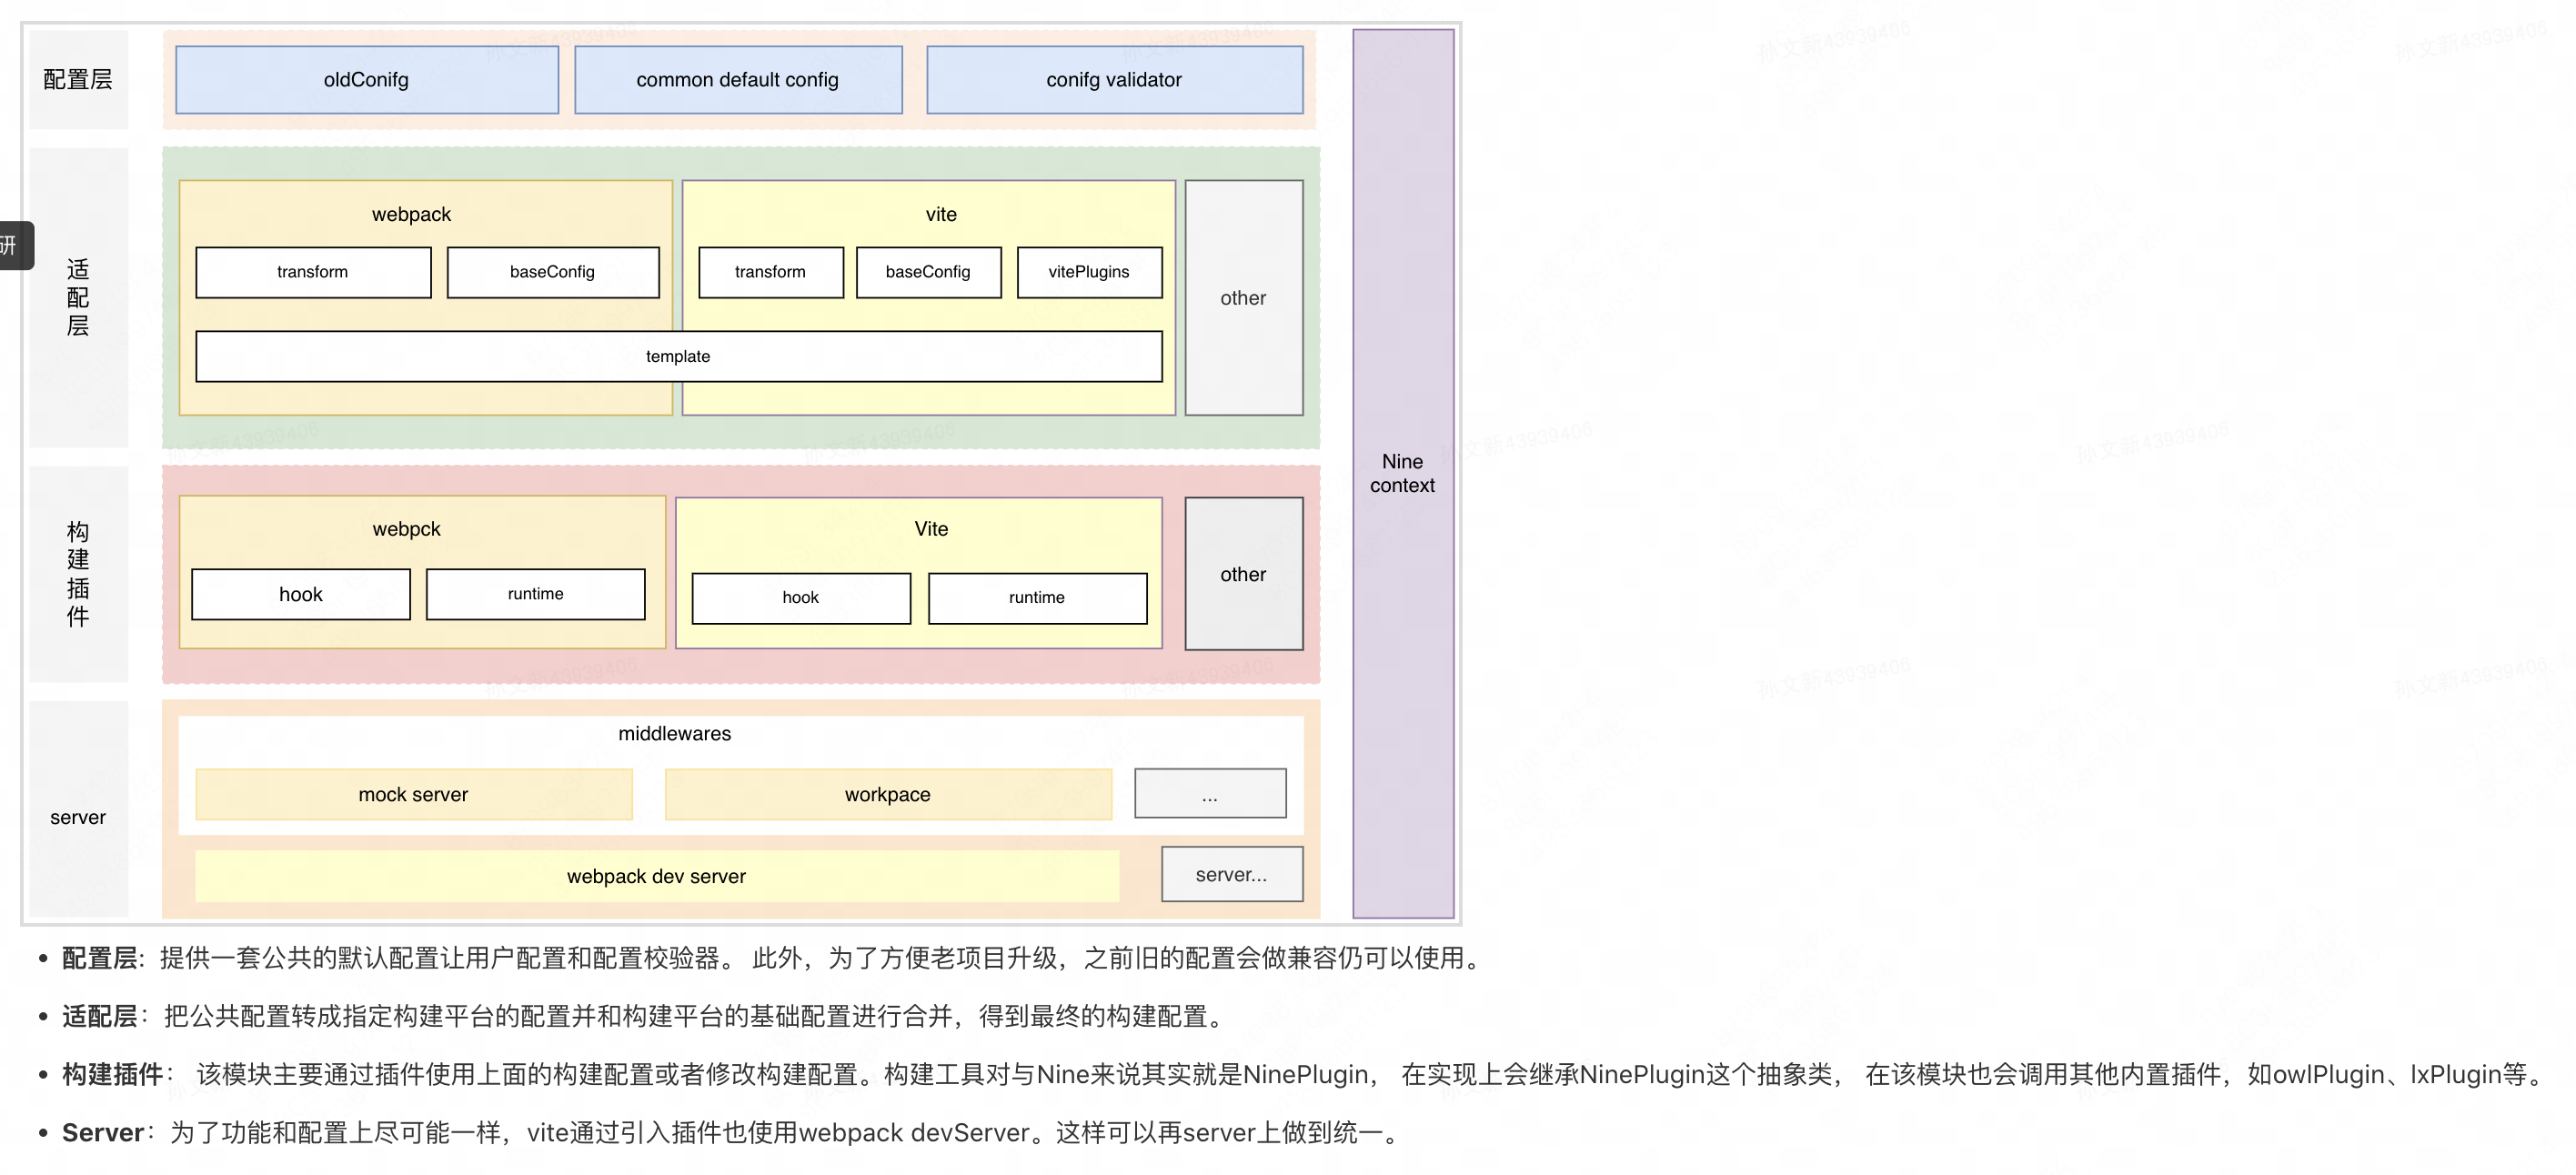 配置层
oldConifg
common default config
conifg validator
适配层
webpack
transform
baseConfig
vite
transform
baseConfig
vitePlugins
template
other
Nine context
构建插件
webpck
hook
runtime
Vite
hook
runtime
other
server
middlewares
mock server
workpace
...
webpack dev server
server...
研
• 配置层：提供一套公共的默认配置让用户配置和配置校验器。 此外，为了方便老项目升级，之前旧的配置会做兼容仍可以使用。
• 适配层：把公共配置转成指定构建平台的配置并和构建平台的基础配置进行合并，得到最终的构建配置。
• 构建插件： 该模块主要通过插件使用上面的构建配置或者修改构建配置。构建工具对与Nine来说其实就是NinePlugin， 在实现上会继承NinePlugin这个抽象类， 在该模块也会调用其他内置插件，如owlPlugin、lxPlugin等。
• Server：为了功能和配置上尽可能一样，vite通过引入插件也使用webpack devServer。这样可以再server上做到统一。
孙文新43939406